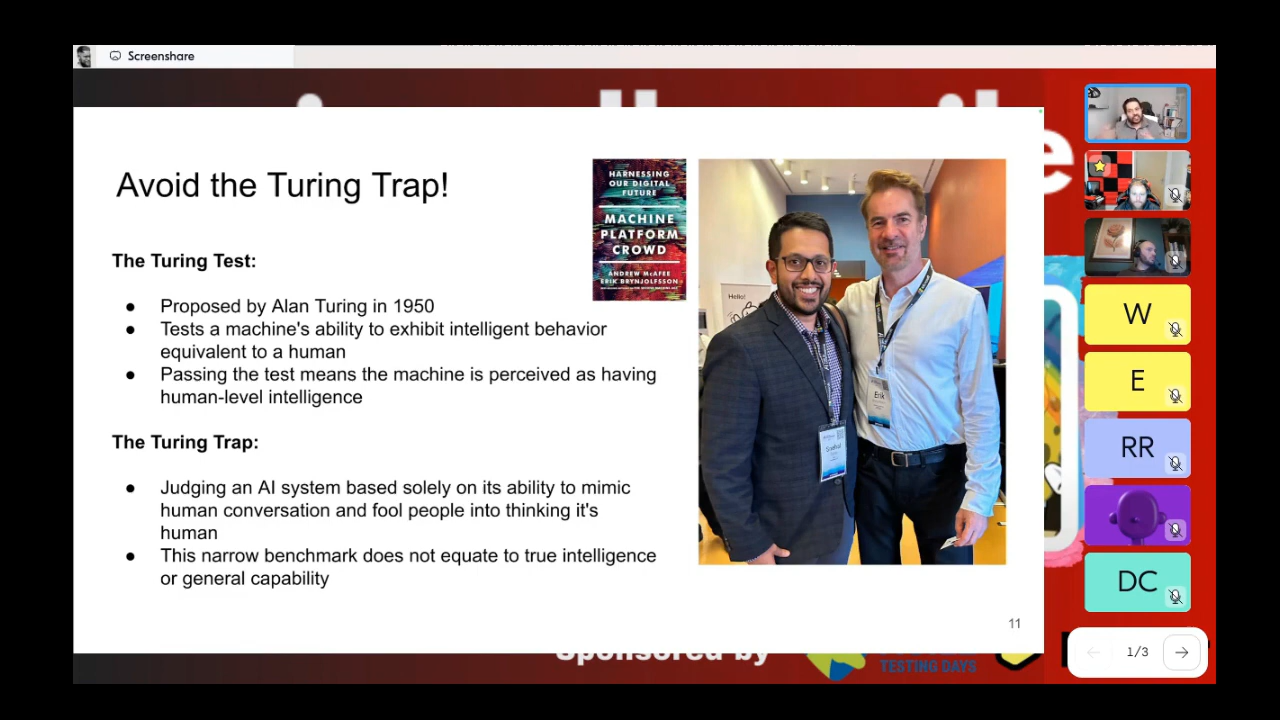 Screenshare
Avoid the Turing Trap!
The Turing Test:
● Proposed by Alan Turing in 1950
● Tests a machine's ability to exhibit intelligent behavior
equivalent to a human
● Passing the test means the machine is perceived as having
human-level intelligence
The Turing Trap:
● Judging an AI system based solely on its ability to mimic
human conversation and fool people into thinking it's
human
● This narrow benchmark does not equate to true intelligence
or general capability
HARNESSING
OUR DIGITAL
FUTURE
MACHINE
PLATFORM
CROWD
ANDREW McAFEE
ERIK BRYNJOLFSSON
Hello!
Erik
11
W
E
RR
DC
1/3
Sponsored by
TESTING DAYS